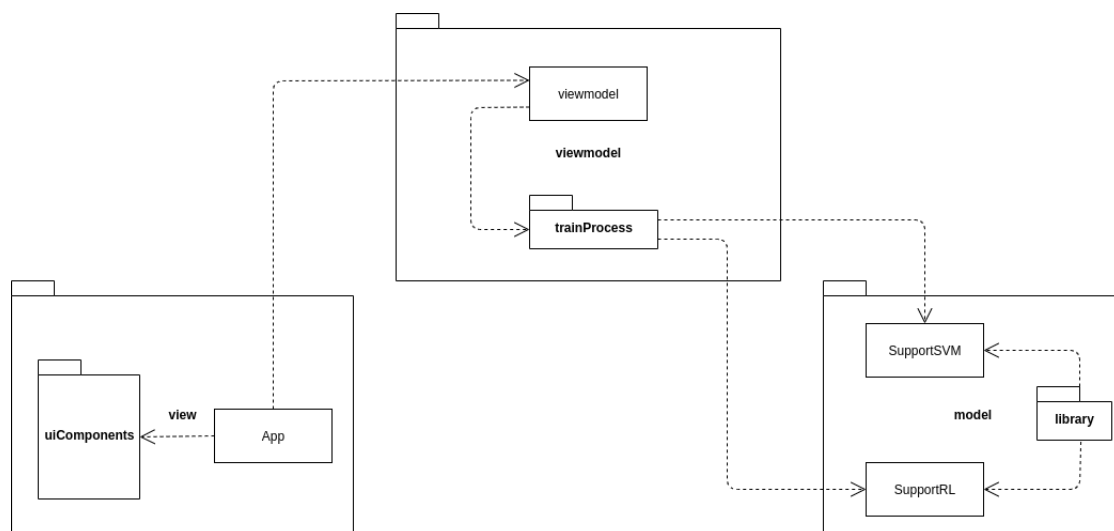 viewmodel
viewmodel
trainProcess
SupportSVM
view
uiComponents
App
model
library
SupportRL